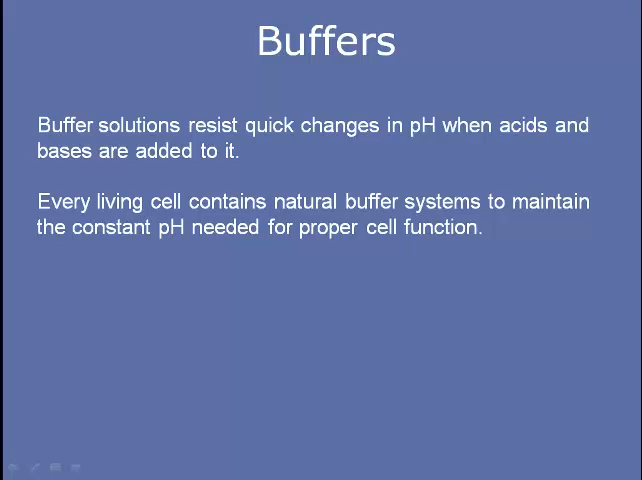 Buffers
Buffer solutions resist quick changes in pH when acids and
bases are added to it.
Every living cell contains natural buffer systems to maintain
the constant pH needed for proper cell function.